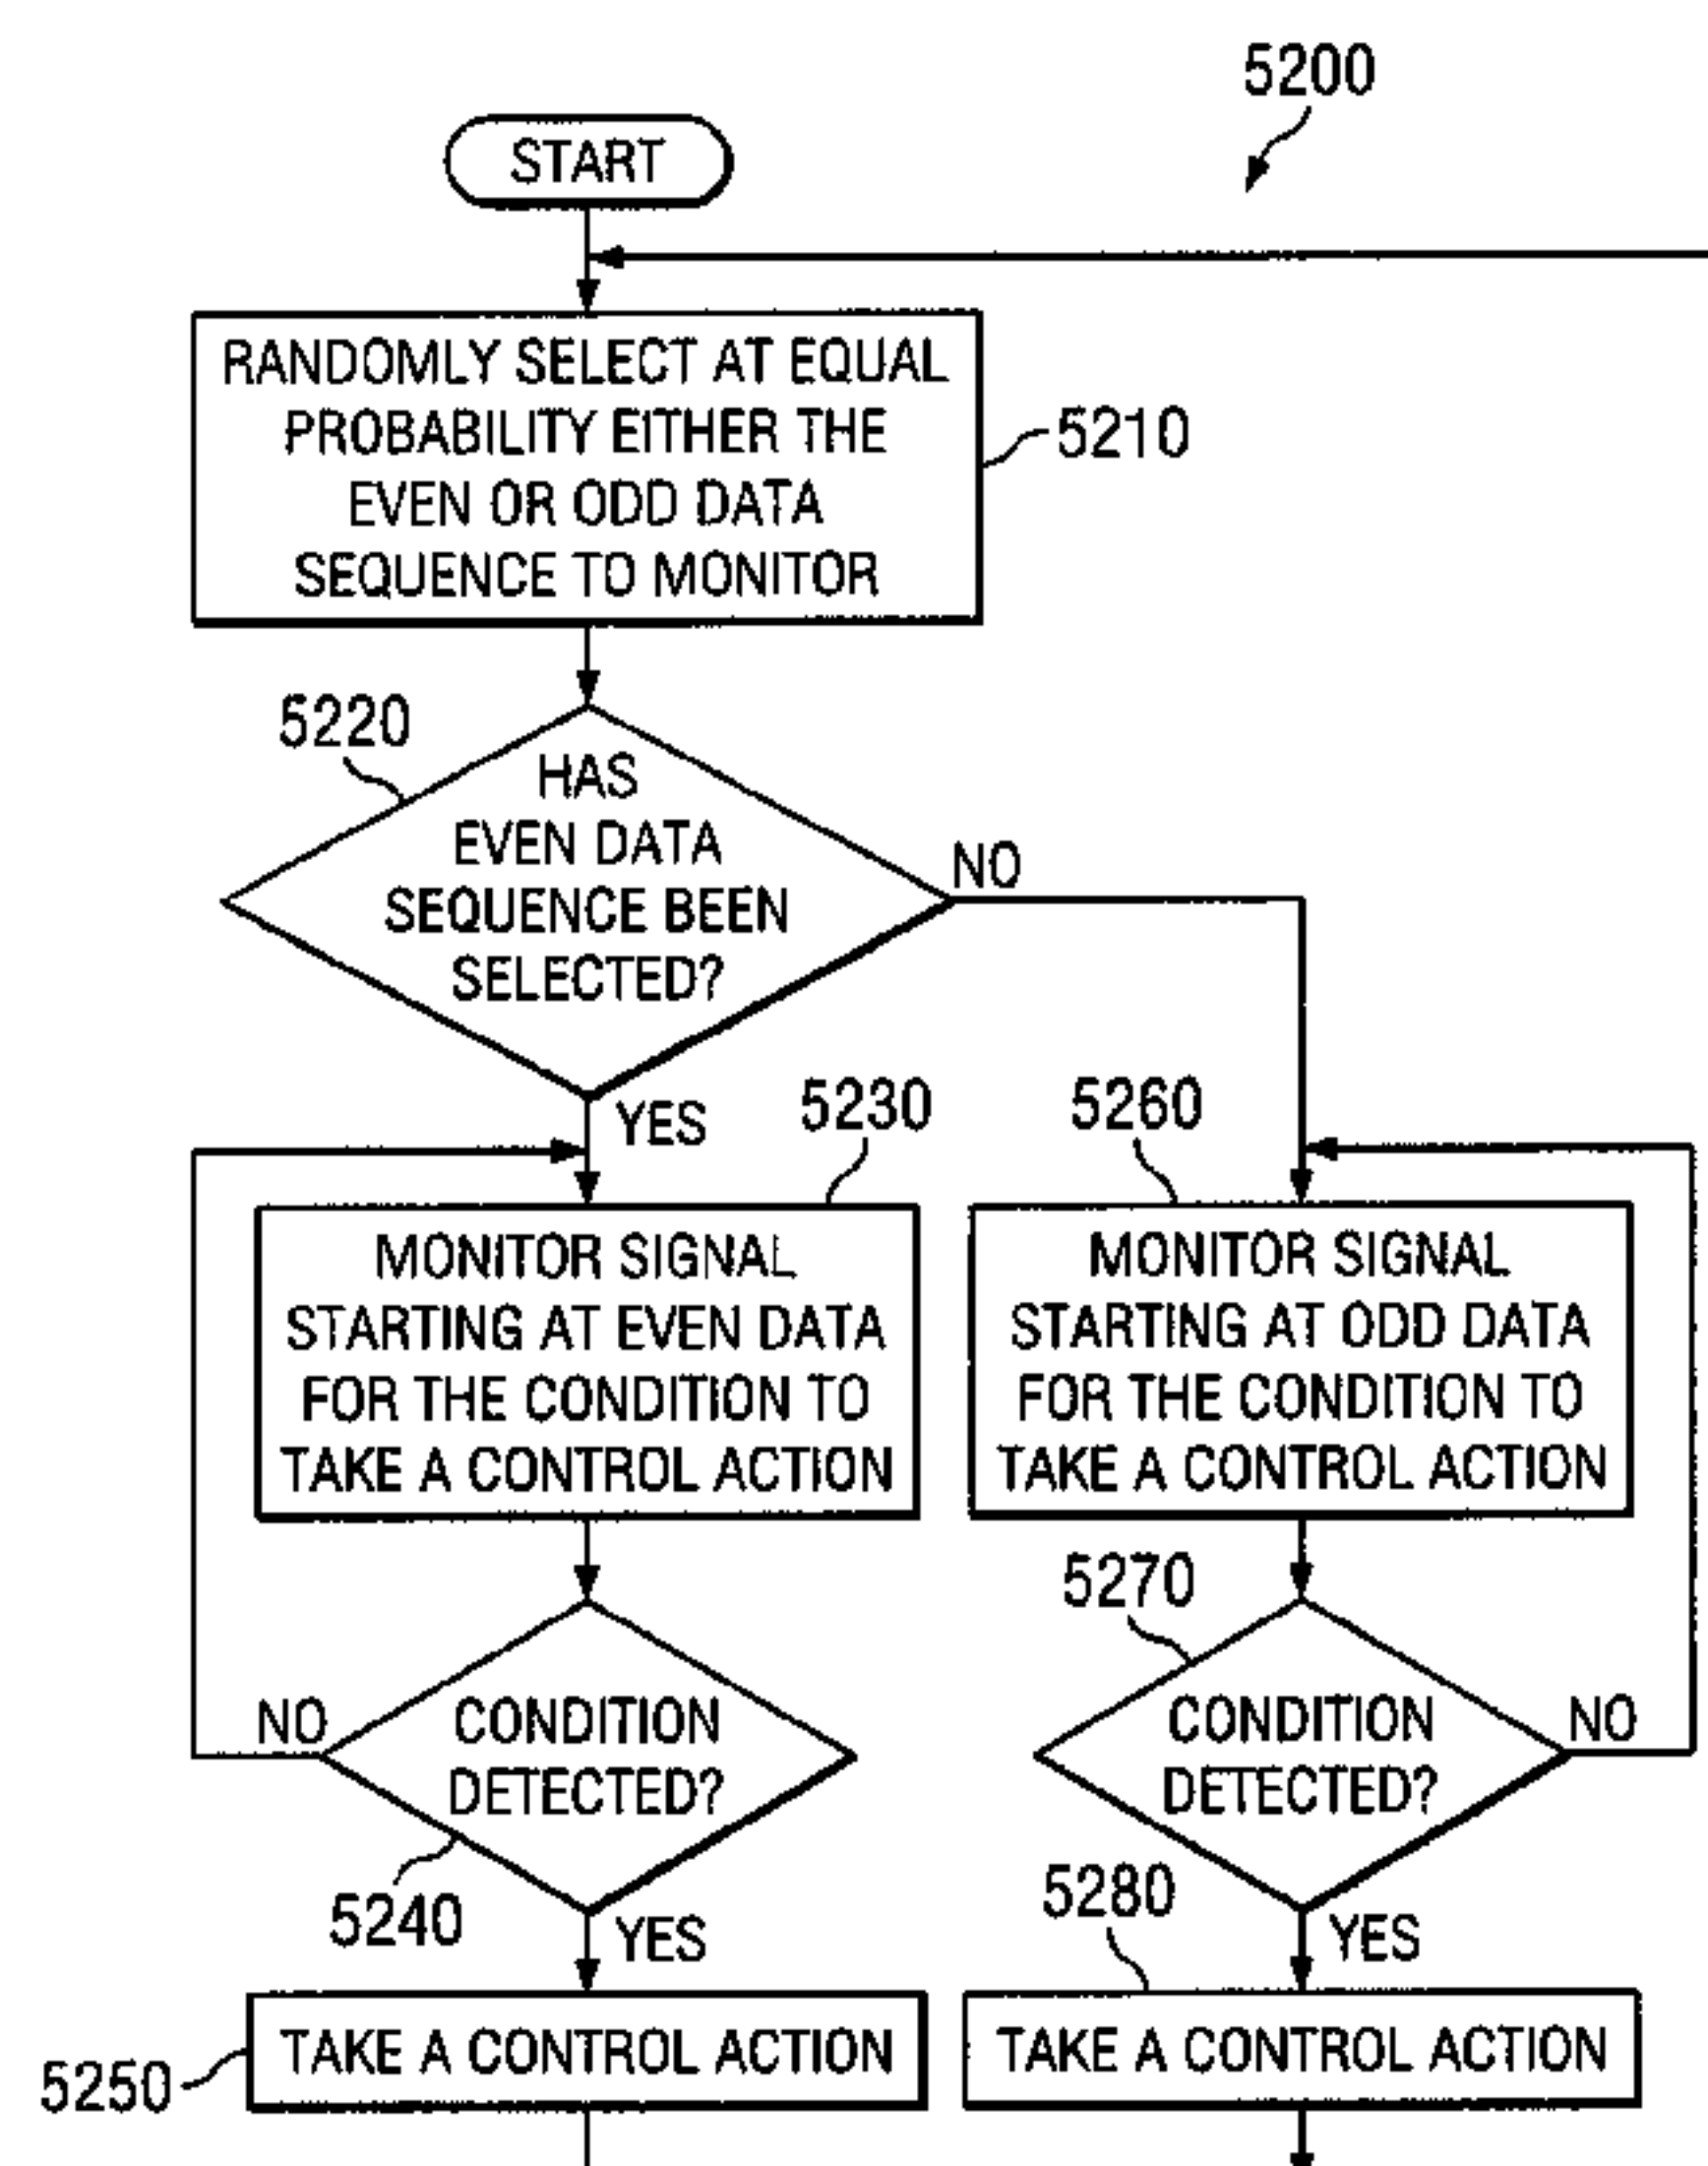 5200
START
RANDOMLY SELECT AT EQUAL
PROBABILITY EITHER THE
EVEN OR ODD DATA
SEQUENCE TO MONITOR
5210
5220
HAS
EVEN DATA
SEQUENCE BEEN
SELECTED?
NO
YES
5230
5260
MONITOR SIGNAL
STARTING AT EVEN DATA
FOR THE CONDITION TO
TAKE A CONTROL ACTION
MONITOR SIGNAL
STARTING AT ODD DATA
FOR THE CONDITION TO
TAKE A CONTROL ACTION
5270
NO
CONDITION
DETECTED?
CONDITION
DETECTED?
NO
5240
YES
5280
YES
5250
TAKE A CONTROL ACTION
TAKE A CONTROL ACTION